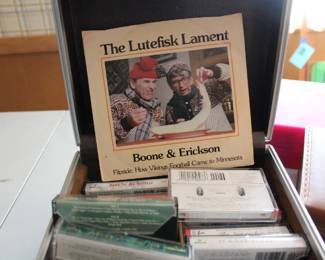 The Lutefisk Lament
Boone & Erickson
Flipside: How Vikings Football Came to Minnesota